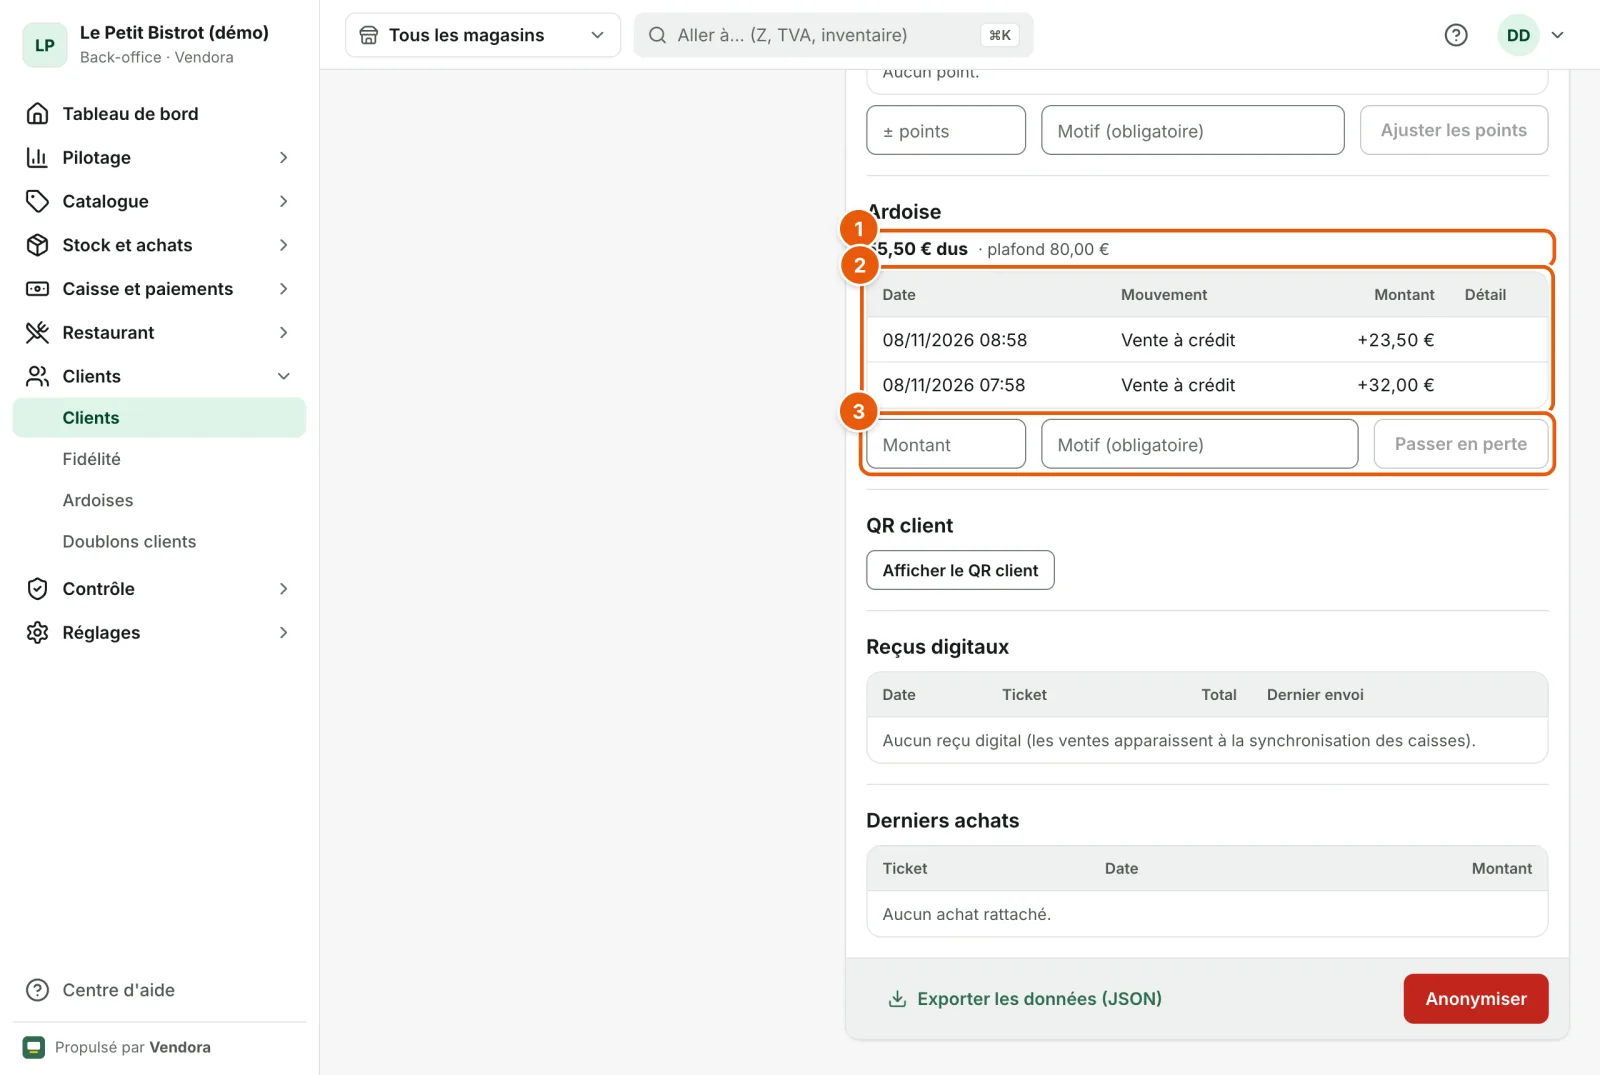 LP
Le Petit Bistrot (démo)
Back-office · Vendora
Tous les magasins
Aller à... (Z, TVA, inventaire)
⌘K
DD
Tableau de bord
Pilotage
Catalogue
Stock et achats
Caisse et paiements
Restaurant
Clients
Clients
Fidélité
Ardoises
Doublons clients
Contrôle
Réglages
Centre d'aide
Propulsé par Vendora
Aucun point.
± points
Motif (obligatoire)
Ajuster les points
Ardoise
1
5,50 € dus · plafond 80,00 €
2
Date Mouvement Montant Détail
08/11/2026 08:58 Vente à crédit +23,50 €
08/11/2026 07:58 Vente à crédit +32,00 €
3
Montant
Motif (obligatoire)
Passer en perte
QR client
Afficher le QR client
Reçus digitaux
Date Ticket Total Dernier envoi
Aucun reçu digital (les ventes apparaissent à la synchronisation des caisses).
Derniers achats
Ticket Date Montant
Aucun achat rattaché.
Exporter les données (JSON)
Anonymiser